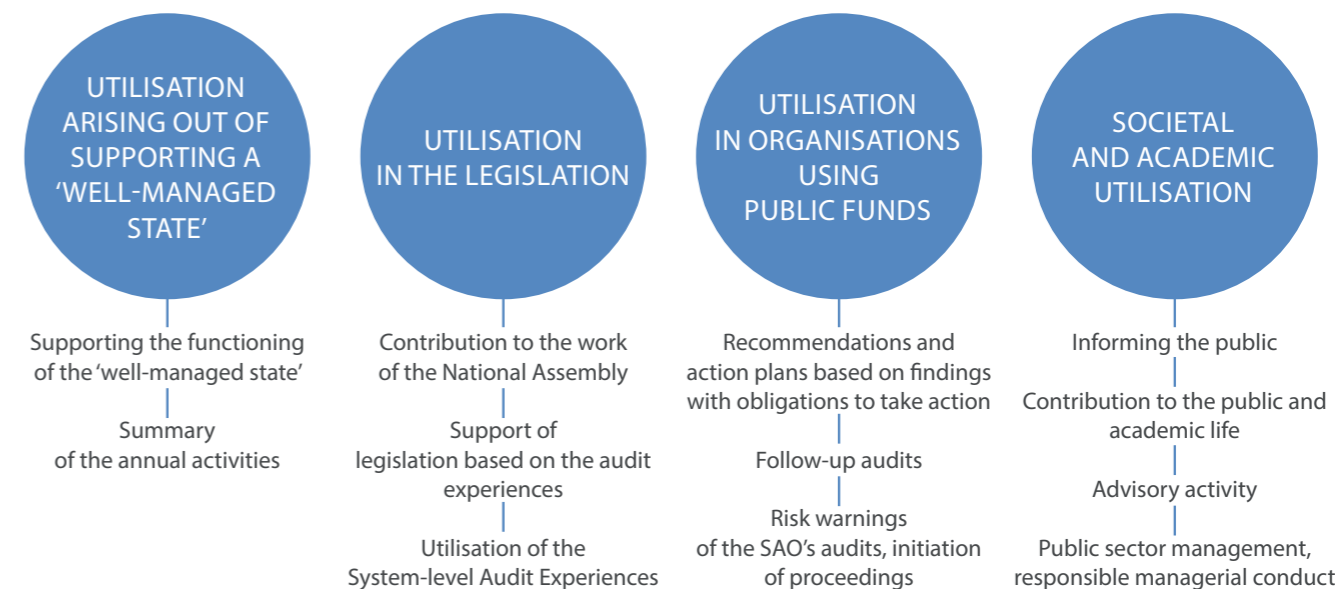 UTILISATION
ARISING OUT OF
SUPPORTING A
‘WELL-MANAGED
STATE’
Supporting the functioning
of the ‘well-managed state’
Summary
of the annual activities
UTILISATION
IN THE LEGISLATION
Contribution to the work
of the National Assembly
Support of
legislation based on the audit
experiences
Utilisation of the
System-level Audit Experiences
UTILISATION
IN ORGANISATIONS
USING
PUBLIC FUNDS
Recommendations and
action plans based on findings
with obligations to take action
Follow-up audits
Risk warnings
of the SAO’s audits, initiation
of proceedings
SOCIETAL
AND ACADEMIC
UTILISATION
Informing the public
Contribution to the public and
academic life
Advisory activity
Public sector management,
responsible managerial conduct